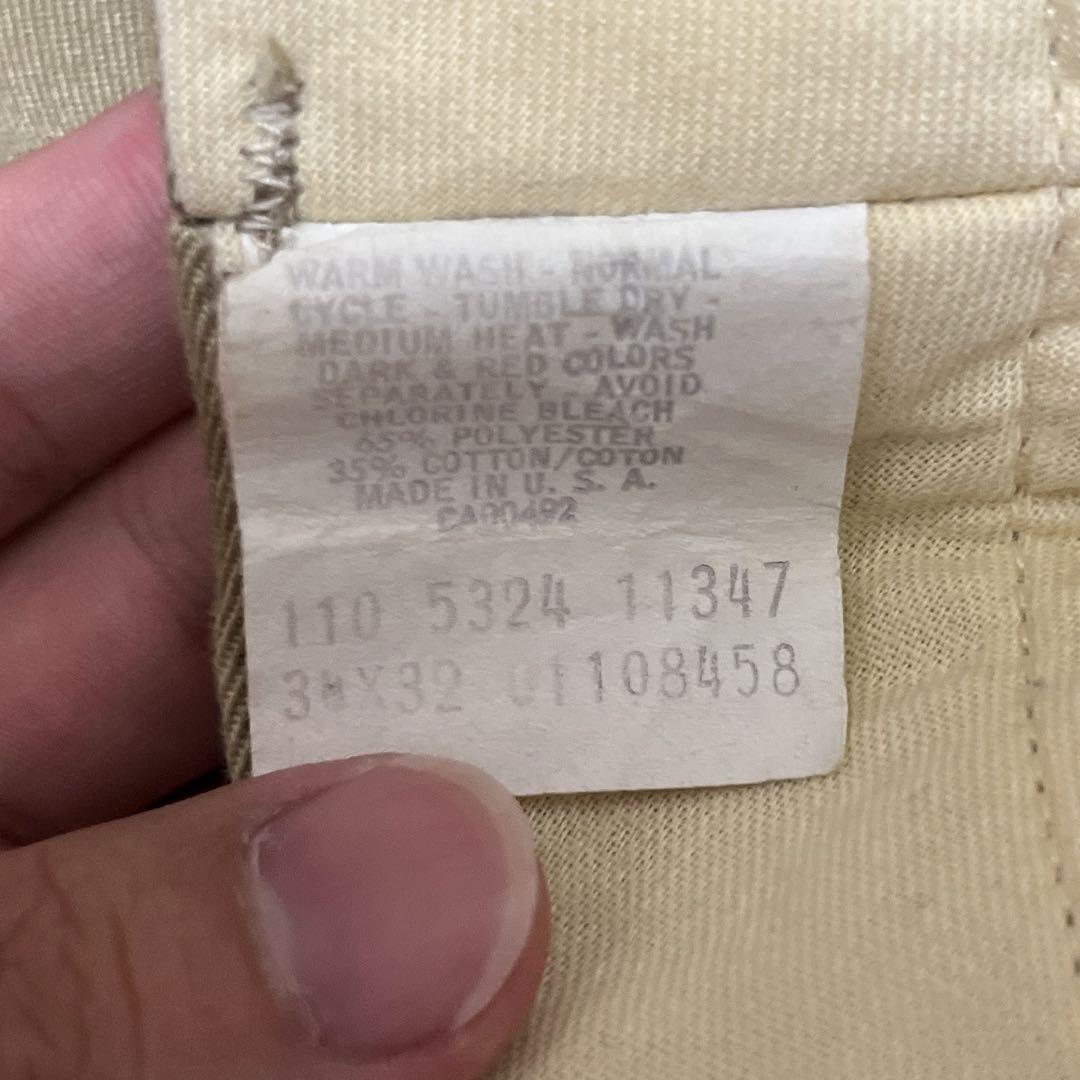 WARM WASH - NORMAL
CYCLE - TUMBLE DRY -
MEDIUM HEAT - WASH
DARK & RED COLORS
SEPARATELY - AVOID
CHLORINE BLEACH
65% POLYESTER
35% COTTON/COTON
MADE IN U. S. A.
CA00492
110 5324 11347
01108458